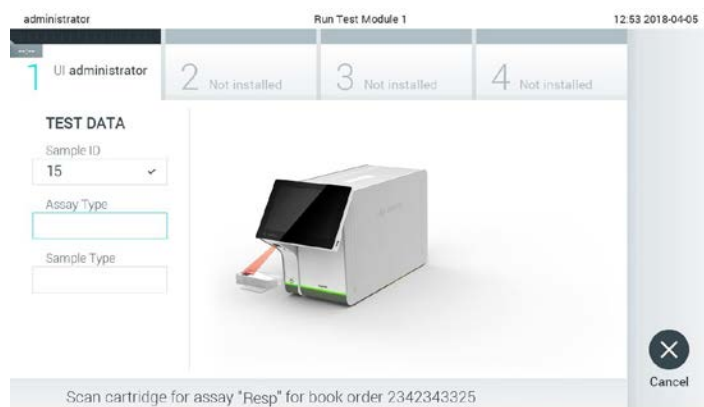 administrator Run Test Module 1 12:53 2018-04-05
1 UI administrator 2 Not installed 3 Not installed 4 Not installed
TEST DATA
Sample ID
15
Assay Type
Sample Type
Cancel
Scan cartridge for assay "Resp" for book order 2342343325